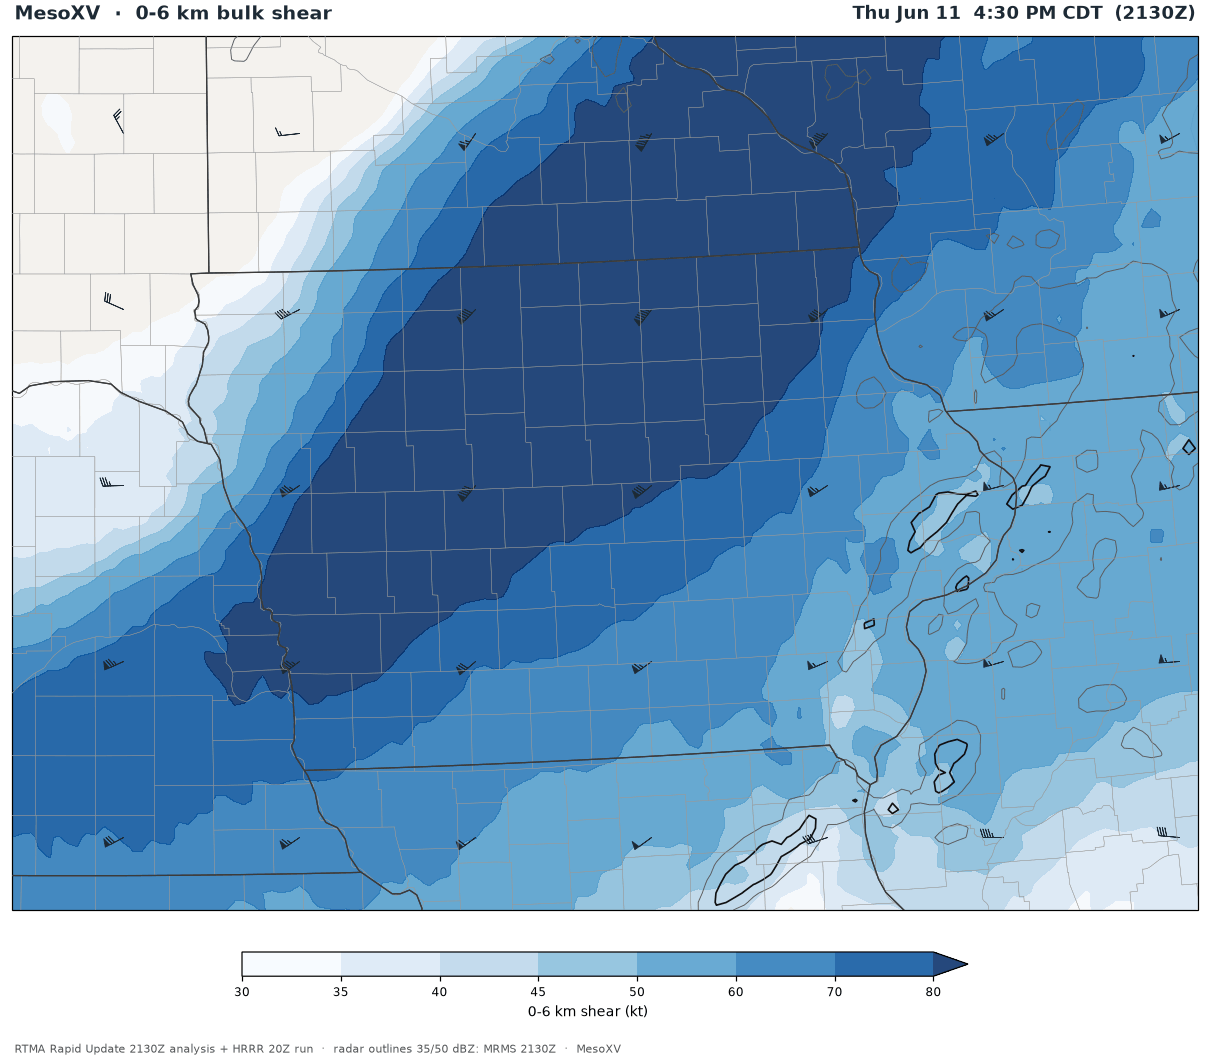 MesoXV · 0-6 km bulk shear
Thu Jun 11 4:30 PM CDT (2130Z)
30 35 40 45 50 60 70 80
0-6 km shear (kt)
RTMA Rapid Update 2130Z analysis + HRRR 20Z run · radar outlines 35/50 dBZ: MRMS 2130Z · MesoXV